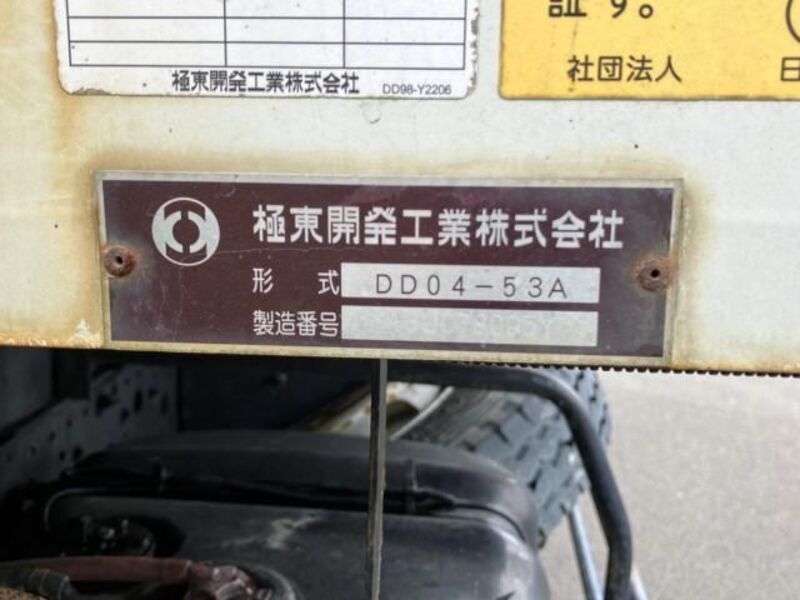 証す。
社団法人
日
極東開発工業株式会社
DD98-Y2206
極東開発工業株式会社
形 式 DD04-53A
製造番号